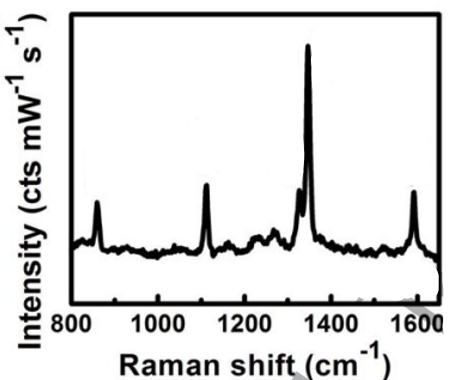 Intensity (cts mW⁻¹ s⁻¹)
800 1000 1200 1400 1600
Raman shift (cm⁻¹)